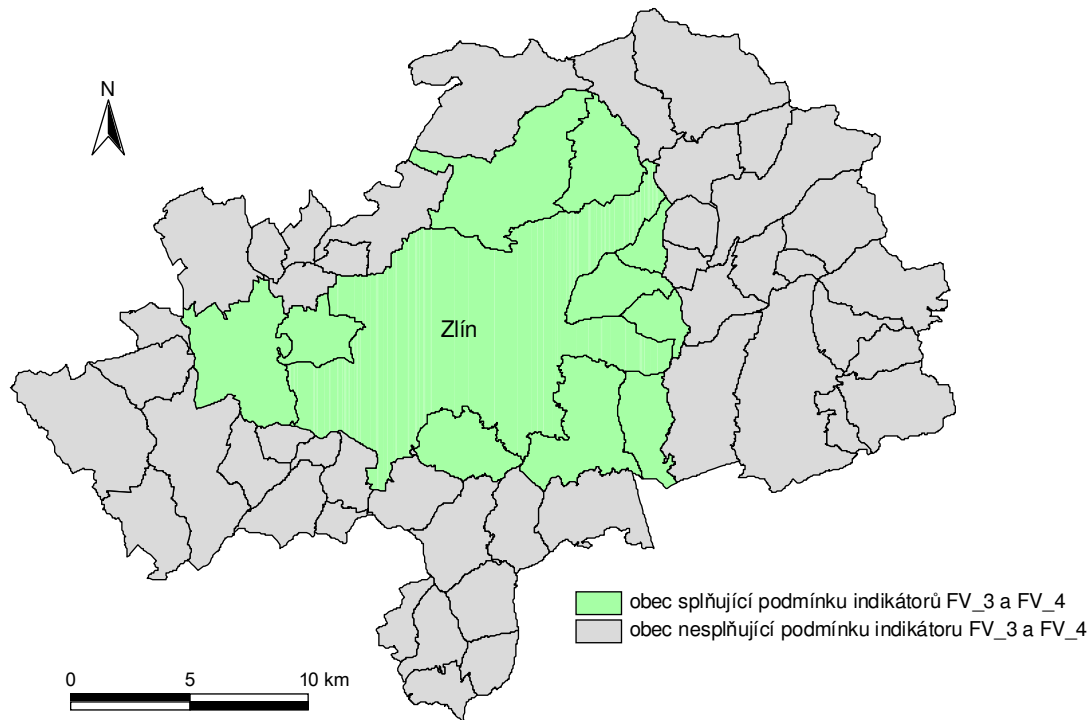 N
Zlín
obec splňující podmínku indikátorů FV_3 a FV_4
obec nesplňující podmínku indikátoru FV_3 a FV_4
0 5 10 km